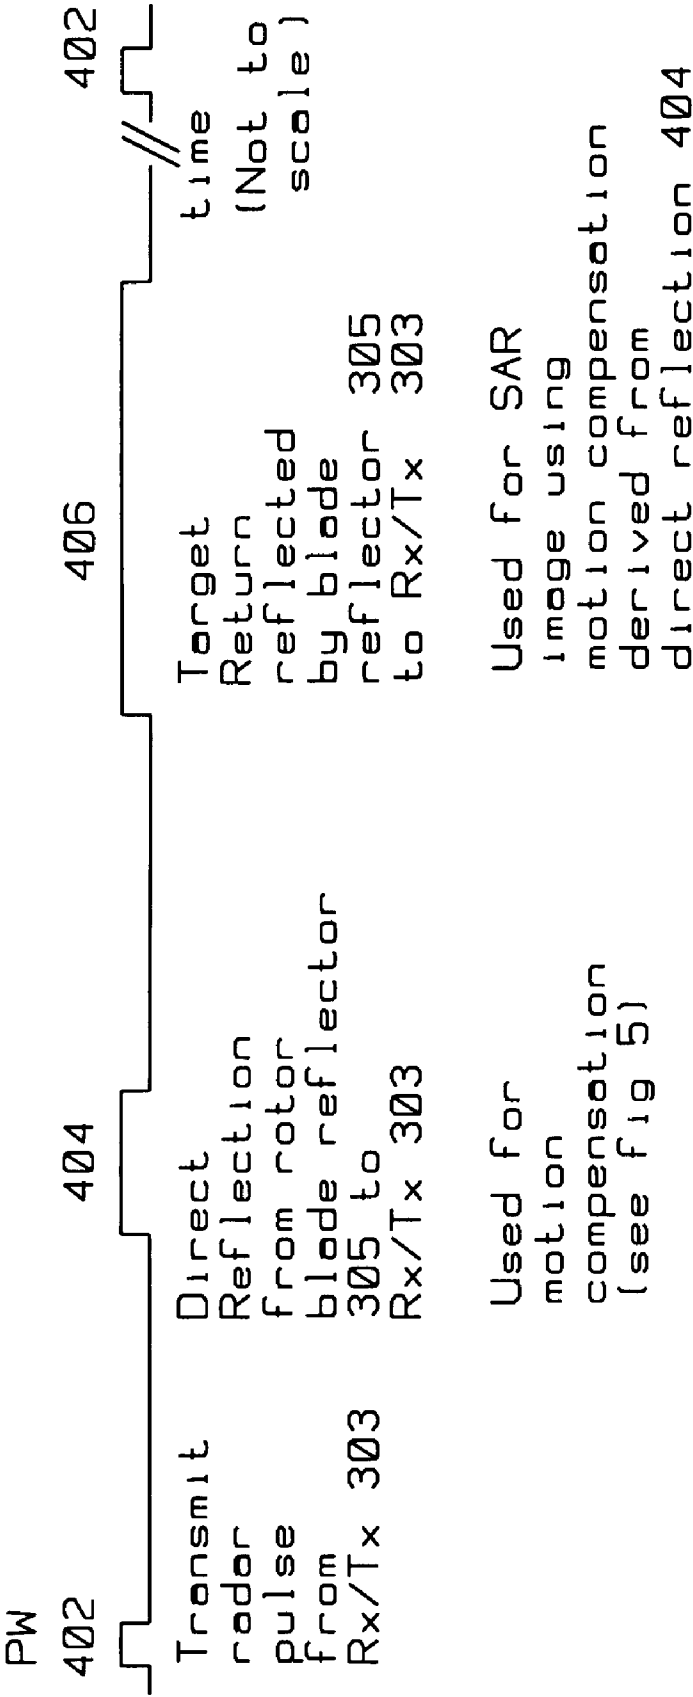 PW
402
404
406
402
Transmit
radar
pulse
from
Rx/Tx 303
Direct
Reflection
from rotor
blade reflector
305 to
Rx/Tx 303
Used for
motion
compensation
(see fig 5)
Target
Return
reflected
by blade
reflector 305
to Rx/Tx 303
Used for SAR
image using
motion compensation
derived from
direct reflection 404
time
(Not to
scale)